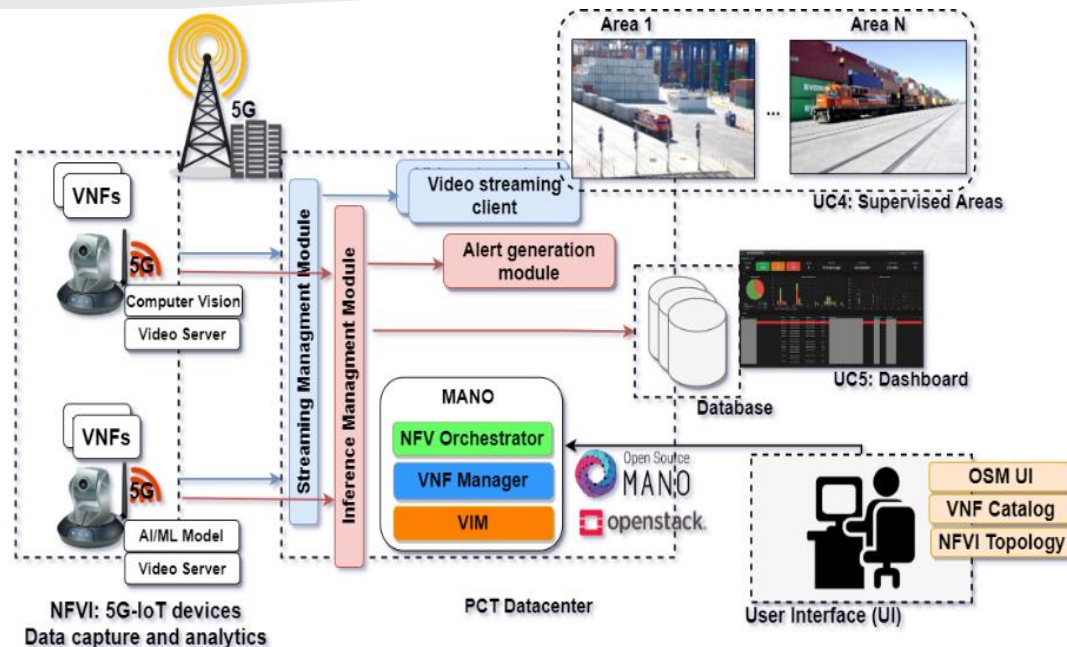 Area 1
Area N
5G
VNFs
Video streaming
client
UC4: Supervised Areas
5G
Alert generation
module
Computer Vision
Video Server
Streaming Managment Module
Inference Managment Module
UC5: Dashboard
Database
MANO
NFV Orchestrator
VNF Manager
VIM
Open Source
MANO
openstack.
VNFs
5G
AI/ML Model
Video Server
OSM UI
VNF Catalog
NFVI Topology
NFVI: 5G-IoT devices
Data capture and analytics
PCT Datacenter
User Interface (UI)
...